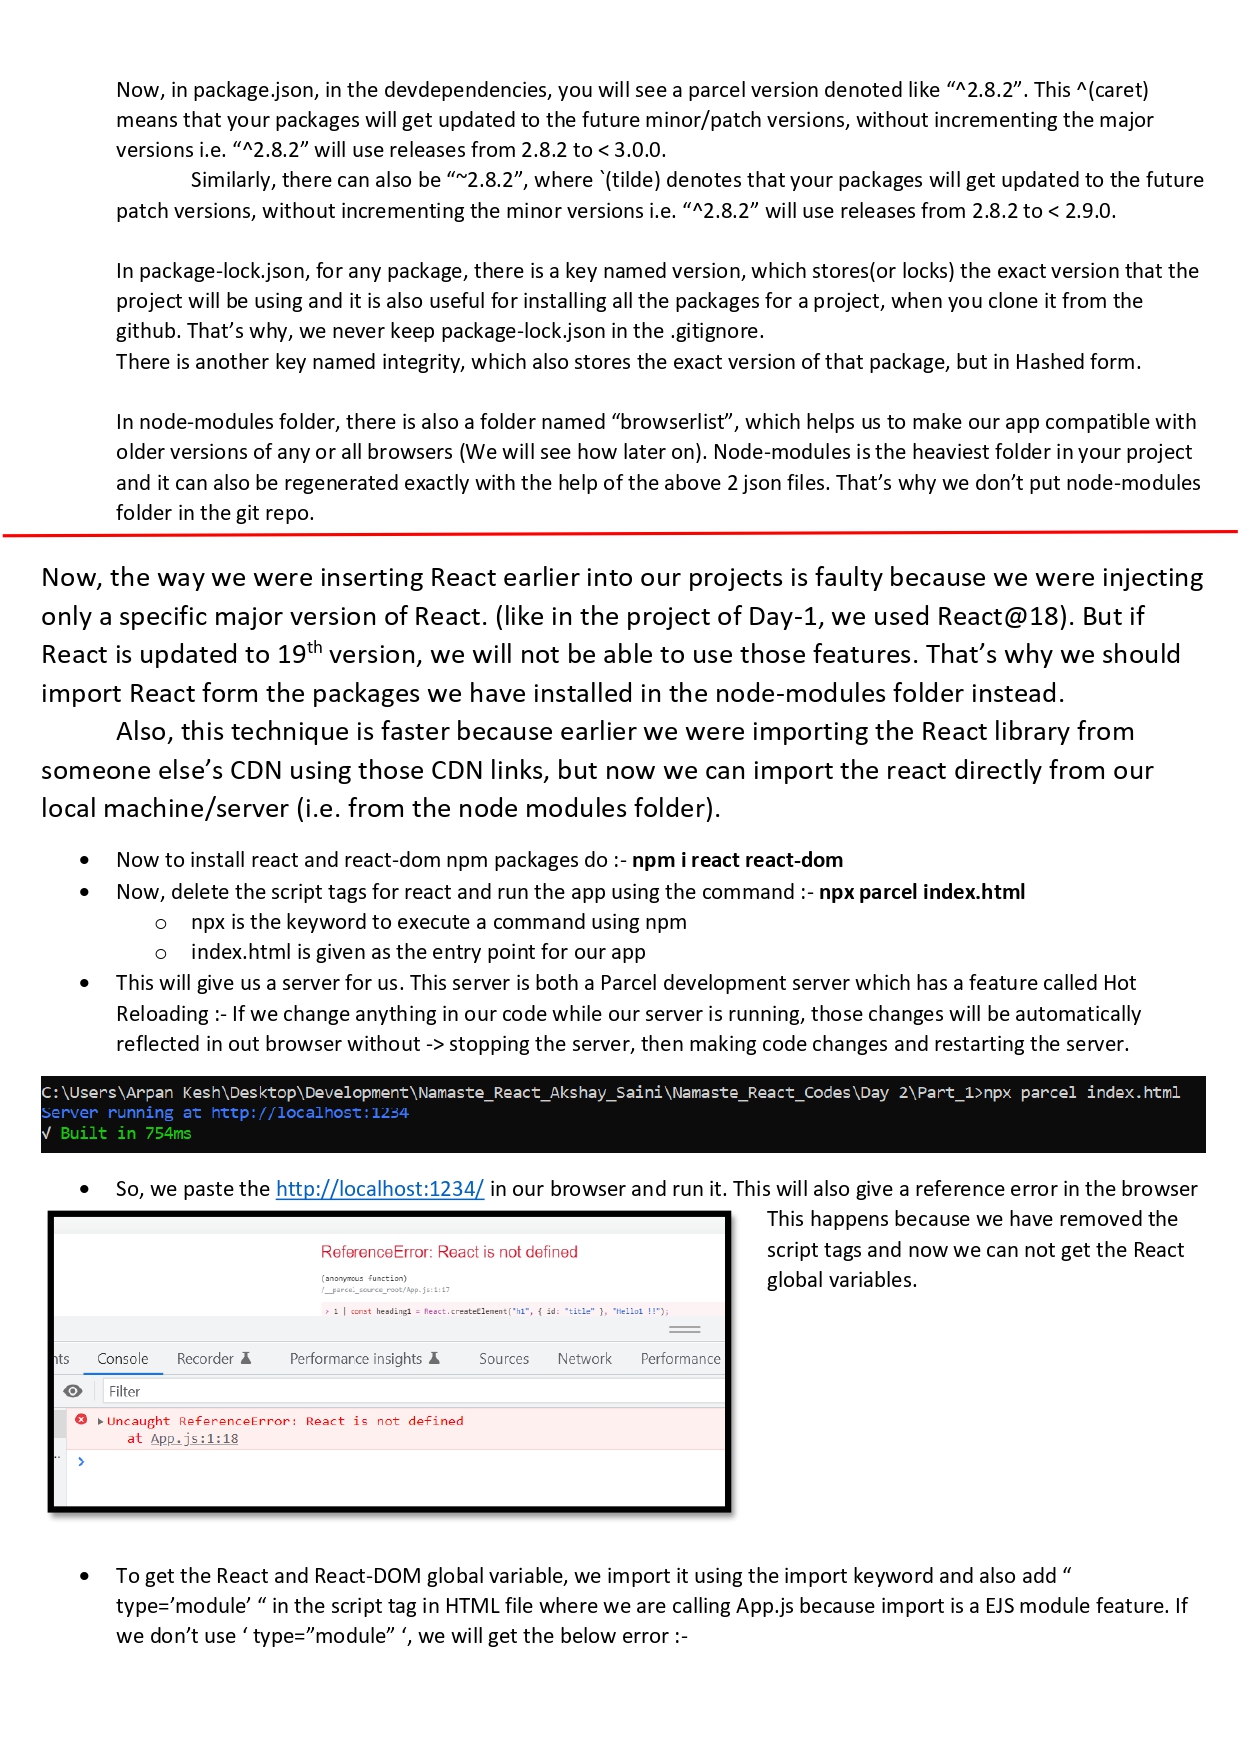 Now, in package.json, in the devdependencies, you will see a parcel version denoted like “^2.8.2”. This ^(caret)
means that your packages will get updated to the future minor/patch versions, without incrementing the major
versions i.e. “^2.8.2” will use releases from 2.8.2 to < 3.0.0.
Similarly, there can also be “~2.8.2”, where `(tilde) denotes that your packages will get updated to the future
patch versions, without incrementing the minor versions i.e. “^2.8.2” will use releases from 2.8.2 to < 2.9.0.
In package-lock.json, for any package, there is a key named version, which stores(or locks) the exact version that the
project will be using and it is also useful for installing all the packages for a project, when you clone it from the
github. That’s why, we never keep package-lock.json in the .gitignore.
There is another key named integrity, which also stores the exact version of that package, but in Hashed form.
In node-modules folder, there is also a folder named “browserlist”, which helps us to make our app compatible with
older versions of any or all browsers (We will see how later on). Node-modules is the heaviest folder in your project
and it can also be regenerated exactly with the help of the above 2 json files. That’s why we don’t put node-modules
folder in the git repo.
Now, the way we were inserting React earlier into our projects is faulty because we were injecting
only a specific major version of React. (like in the project of Day-1, we used React@18). But if
React is updated to 19th version, we will not be able to use those features. That’s why we should
import React form the packages we have installed in the node-modules folder instead.
Also, this technique is faster because earlier we were importing the React library from
someone else’s CDN using those CDN links, but now we can import the react directly from our
local machine/server (i.e. from the node modules folder).
• Now to install react and react-dom npm packages do :- npm i react react-dom
• Now, delete the script tags for react and run the app using the command :- npx parcel index.html
o npx is the keyword to execute a command using npm
o index.html is given as the entry point for our app
• This will give us a server for us. This server is both a Parcel development server which has a feature called Hot
Reloading :- If we change anything in our code while our server is running, those changes will be automatically
reflected in out browser without -> stopping the server, then making code changes and restarting the server.
C:\Users\Arpan Kesh\Desktop\Development\Namaste_React_Akshay_Saini\Namaste_React_Codes\Day 2\Part_1>npx parcel index.html
Server running at http://localhost:1234
√ Built in 754ms
• So, we paste the http://localhost:1234/ in our browser and run it. This will also give a reference error in the browser
This happens because we have removed the
script tags and now we can not get the React
global variables.
ReferenceError: React is not defined
(anonymous function)
/__parcel_source_root/App.js:1:17
> 1 | const heading1 = React.createElement("h1", { id: "title" }, "Hello1 !!");
nts Console Recorder Performance insights Sources Network Performance
Filter
Uncaught ReferenceError: React is not defined
at App.js:1:18
• To get the React and React-DOM global variable, we import it using the import keyword and also add “
type=’module’ “ in the script tag in HTML file where we are calling App.js because import is a EJS module feature. If
we don’t use ‘ type=”module” ‘, we will get the below error :-